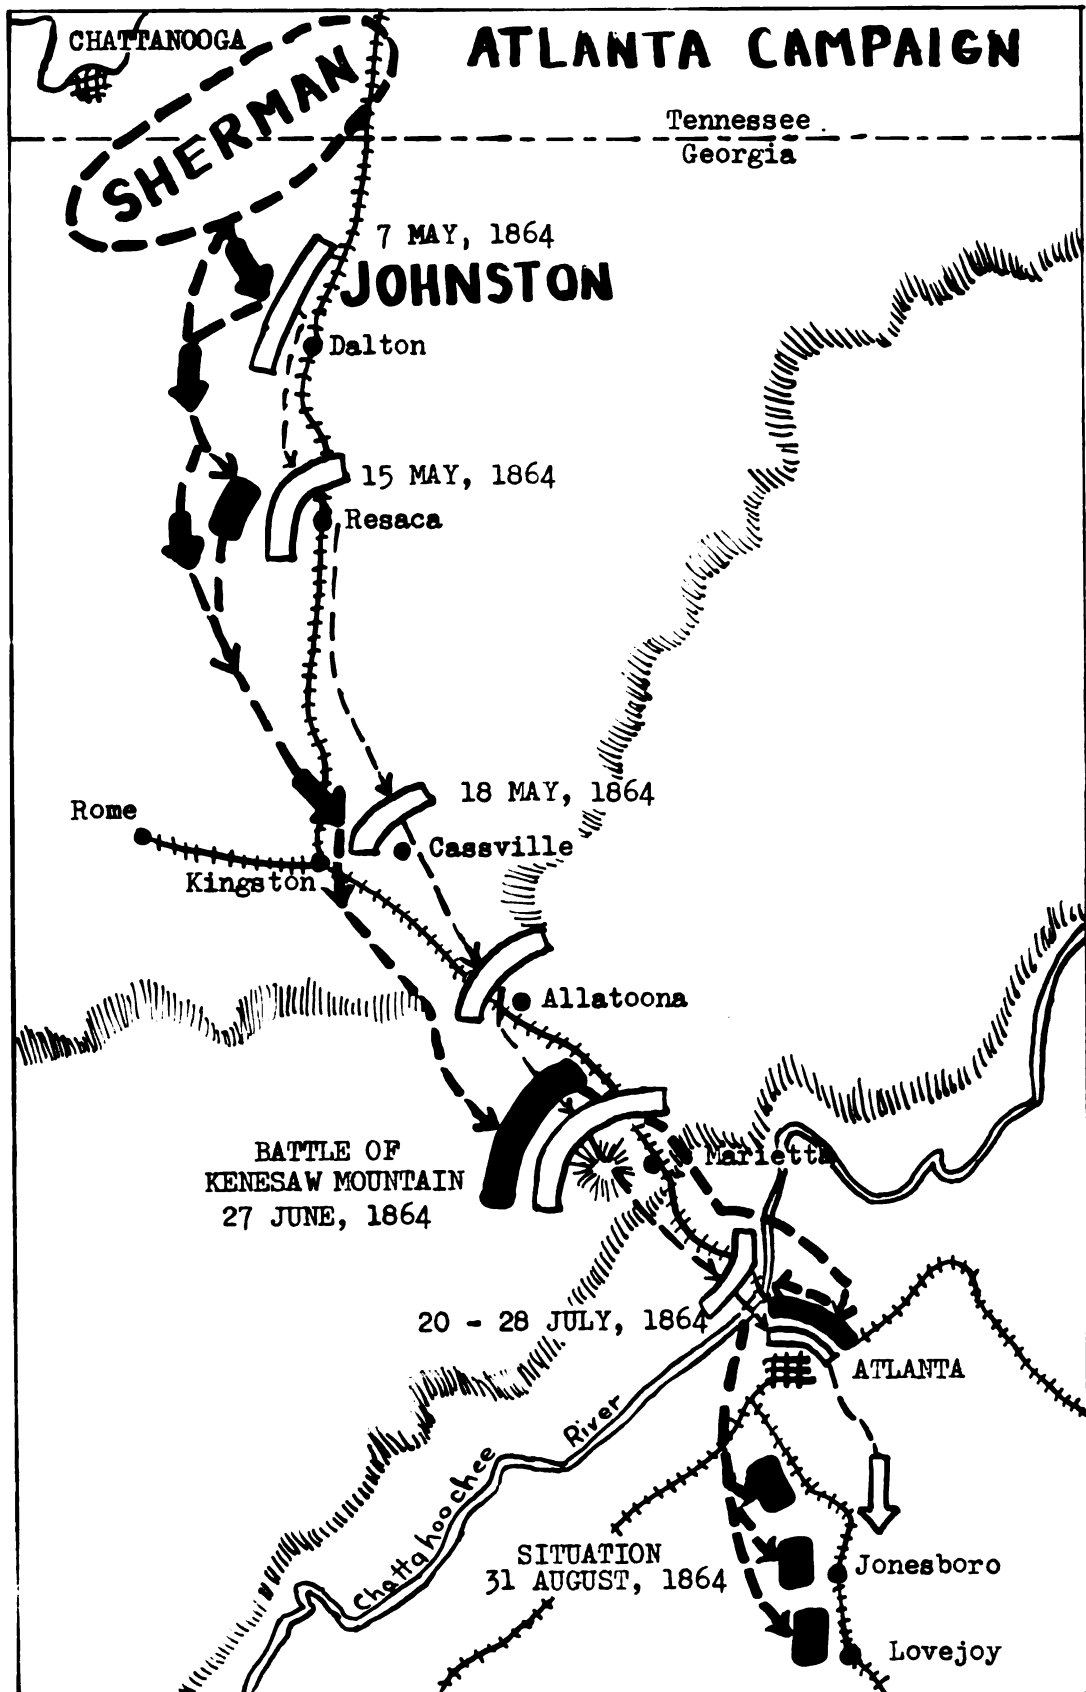 CHATTANOOGA
ATLANTA CAMPAIGN
SHERMAN
Tennessee
Georgia
7 MAY, 1864
JOHNSTON
Dalton
15 MAY, 1864
Resaca
18 MAY, 1864
Rome
Cassville
Kingston
Allatoona
BATTLE OF
KENESAW MOUNTAIN
27 JUNE, 1864
Marietta
20 - 28 JULY, 1864
ATLANTA
Chattahoochee River
SITUATION
31 AUGUST, 1864
Jonesboro
Lovejoy